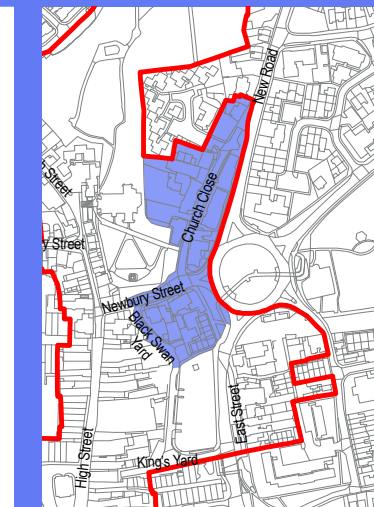 New Road
Church Close
Street
Street
Newbury Street
Black Swan
Yard
East Street
High Street
King's Yard